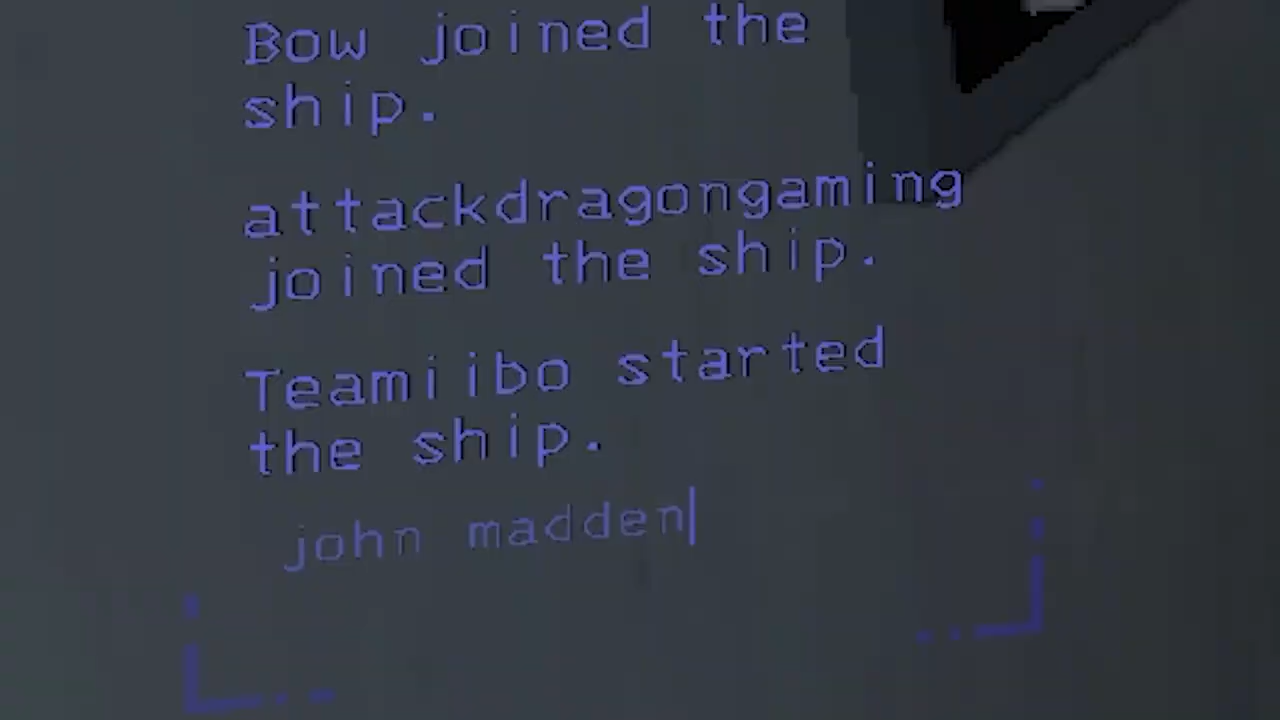 Bow joined the
ship.
attackdragongaming
joined the ship.
Teamiibo started
the ship.
john madden